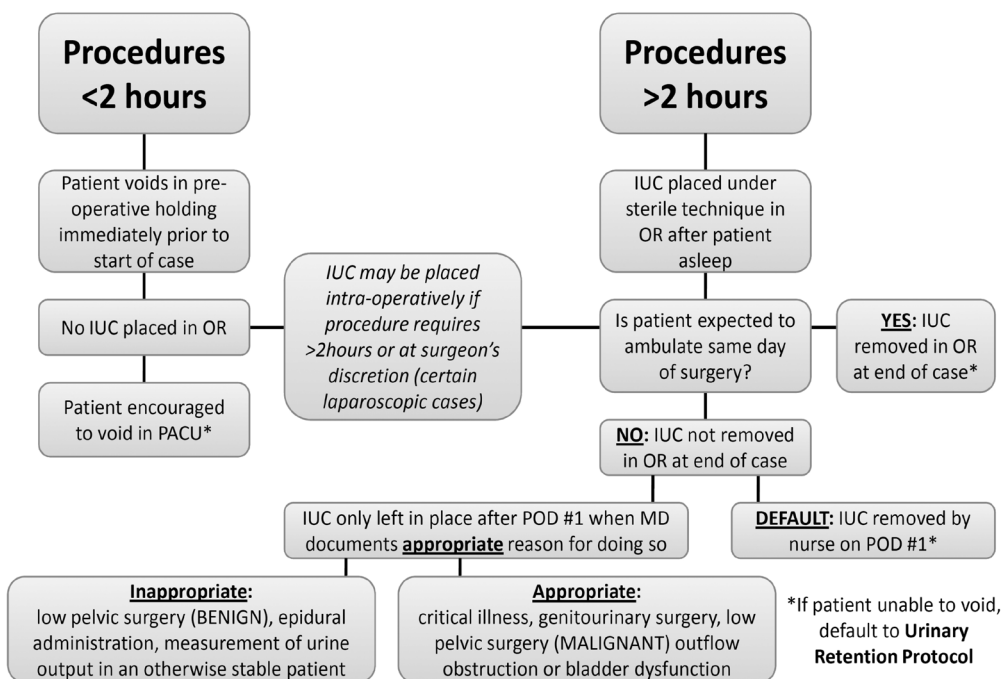 Procedures
<2 hours
Procedures
>2 hours
Patient voids in pre-
operative holding
immediately prior to
start of case
IUC placed under
sterile technique in
OR after patient
asleep
No IUC placed in OR
IUC may be placed
intra-operatively if
procedure requires
>2hours or at surgeon's
discretion (certain
laparoscopic cases)
Is patient expected to
ambulate same day
of surgery?
YES: IUC
removed in OR
at end of case*
Patient encouraged
to void in PACU*
NO: IUC not removed
in OR at end of case
IUC only left in place after POD #1 when MD
documents appropriate reason for doing so
DEFAULT: IUC removed by
nurse on POD #1*
Inappropriate:
low pelvic surgery (BENIGN), epidural
administration, measurement of urine
output in an otherwise stable patient
Appropriate:
critical illness, genitourinary surgery, low
pelvic surgery (MALIGNANT) outflow
obstruction or bladder dysfunction
*If patient unable to void,
default to Urinary
Retention Protocol